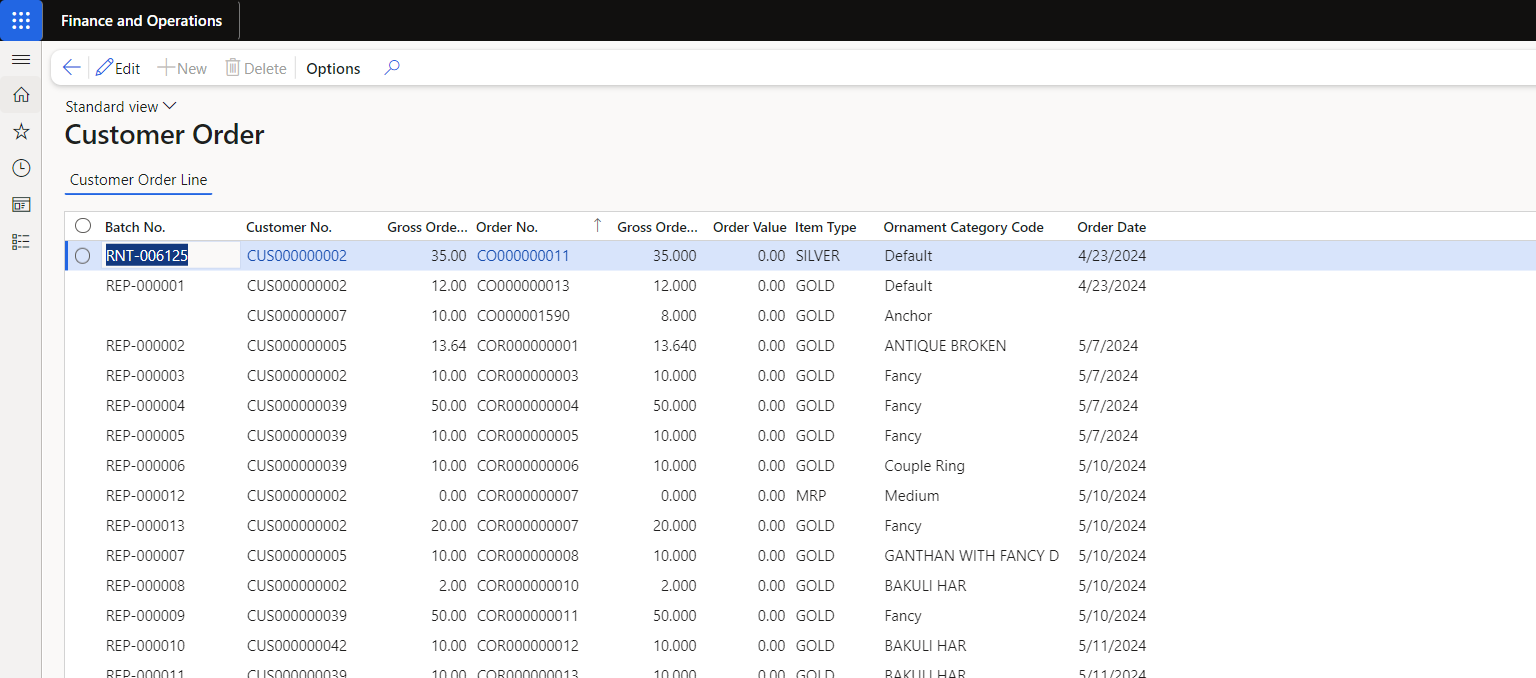 Finance and Operations
Edit New Delete Options
Standard view
Customer Order
Customer Order Line
Batch No. Customer No. Gross Orde... Order No. Gross Orde... Order Value Item Type Ornament Category Code Order Date
RNT-006125 CUS000000002 35.00 CO000000011 35.000 0.00 SILVER Default 4/23/2024
REP-000001 CUS000000002 12.00 CO000000013 12.000 0.00 GOLD Default 4/23/2024
CUS000000007 10.00 CO000001590 8.000 0.00 GOLD Anchor
REP-000002 CUS000000005 13.64 COR000000001 13.640 0.00 GOLD ANTIQUE BROKEN 5/7/2024
REP-000003 CUS000000002 10.00 COR000000003 10.000 0.00 GOLD Fancy 5/7/2024
REP-000004 CUS000000039 50.00 COR000000004 50.000 0.00 GOLD Fancy 5/7/2024
REP-000005 CUS000000039 10.00 COR000000005 10.000 0.00 GOLD Fancy 5/7/2024
REP-000006 CUS000000039 10.00 COR000000006 10.000 0.00 GOLD Couple Ring 5/10/2024
REP-000012 CUS000000002 0.00 COR000000007 0.000 0.00 MRP Medium 5/10/2024
REP-000013 CUS000000002 20.00 COR000000007 20.000 0.00 GOLD Fancy 5/10/2024
REP-000007 CUS000000005 10.00 COR000000008 10.000 0.00 GOLD GANTHAN WITH FANCY D 5/10/2024
REP-000008 CUS000000002 2.00 COR000000010 2.000 0.00 GOLD BAKULI HAR 5/10/2024
REP-000009 CUS000000039 50.00 COR000000011 50.000 0.00 GOLD Fancy 5/10/2024
REP-000010 CUS000000042 10.00 COR000000012 10.000 0.00 GOLD BAKULI HAR 5/11/2024
REP-000011 CUS000000039 10.00 COR000000013 10.000 0.00 GOLD BAKULI HAR 5/11/2024